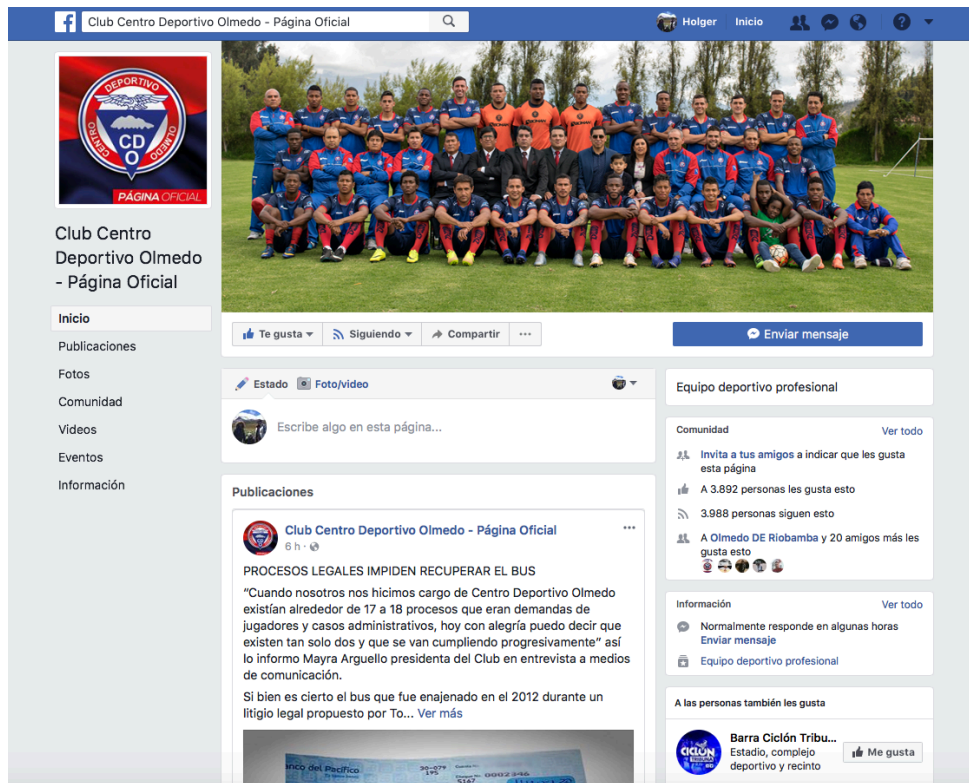 Club Centro Deportivo Olmedo - Página Oficial
Holger
Inicio
DEPORTIVO
CENTRO
OLMEDO
CDO
PÁGINA OFICIAL
Club Centro
Deportivo Olmedo
- Página Oficial
Inicio
Publicaciones
Fotos
Comunidad
Videos
Eventos
Información
Te gusta
Siguiendo
Compartir
Enviar mensaje
Estado
Foto/video
Escribe algo en esta página...
Publicaciones
Club Centro Deportivo Olmedo - Página Oficial
6 h
PROCESOS LEGALES IMPIDEN RECUPERAR EL BUS
“Cuando nosotros nos hicimos cargo de Centro Deportivo Olmedo
existían alrededor de 17 a 18 procesos que eran demandas de
jugadores y casos administrativos, hoy con alegría puedo decir que
existen tan solo dos y que se van cumpliendo progresivamente” así
lo informo Mayra Arguello presidenta del Club en entrevista a medios
de comunicación.
Si bien es cierto el bus que fue enajenado en el 2012 durante un
litigio legal propuesto por To... Ver más
anco del Pacífico
30-079
195
0002346
5167
Equipo deportivo profesional
Comunidad
Ver todo
Invita a tus amigos a indicar que les gusta
esta página
A 3.892 personas les gusta esto
3.988 personas siguen esto
A Olmedo DE Riobamba y 20 amigos más les
gusta esto
Información
Ver todo
Normalmente responde en algunas horas
Enviar mensaje
Equipo deportivo profesional
A las personas también les gusta
CICLÓN
Barra Ciclón Tribu...
Estadio, complejo
deportivo y recinto
Me gusta